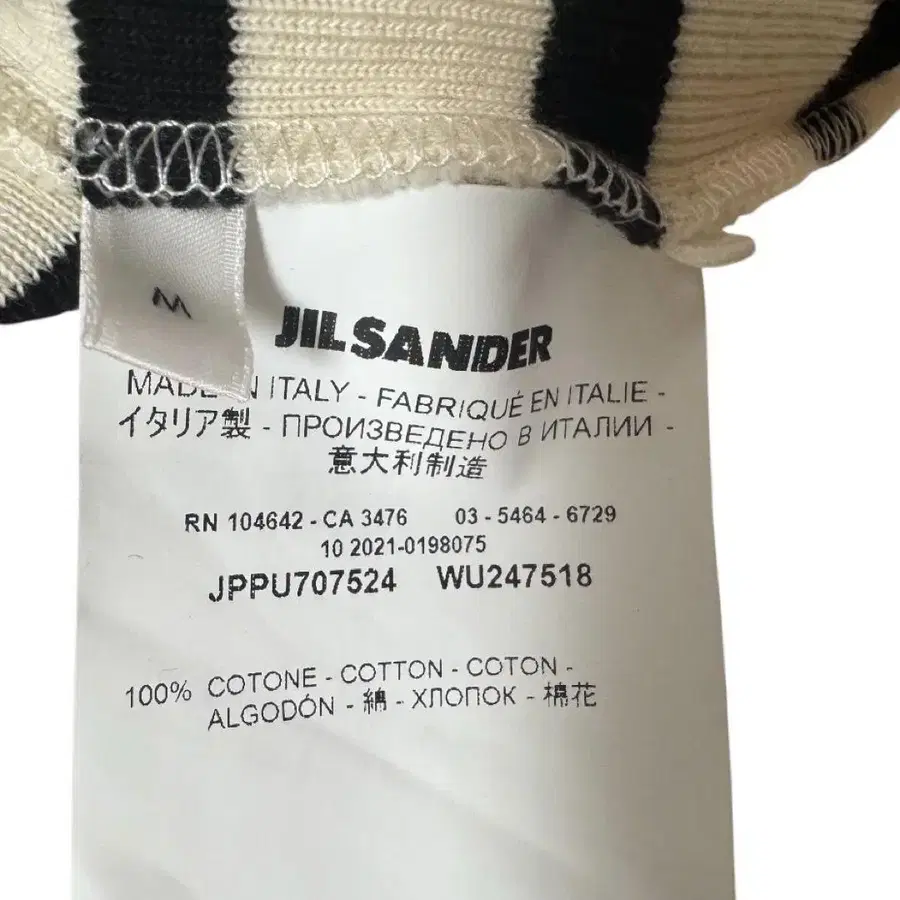 M
JIL SANDER
MADE IN ITALY - FABRIQUÉ EN ITALIE -
イタリア製 - ПРОИЗВЕДЕНО В ИТАЛИИ -
意大利制造
RN 104642 - CA 3476 03 - 5464 - 6729
10 2021-0198075
JPPU707524 WU247518
100% COTONE - COTTON - COTON -
ALGODÓN - 綿 - ХЛОПОК - 棉花